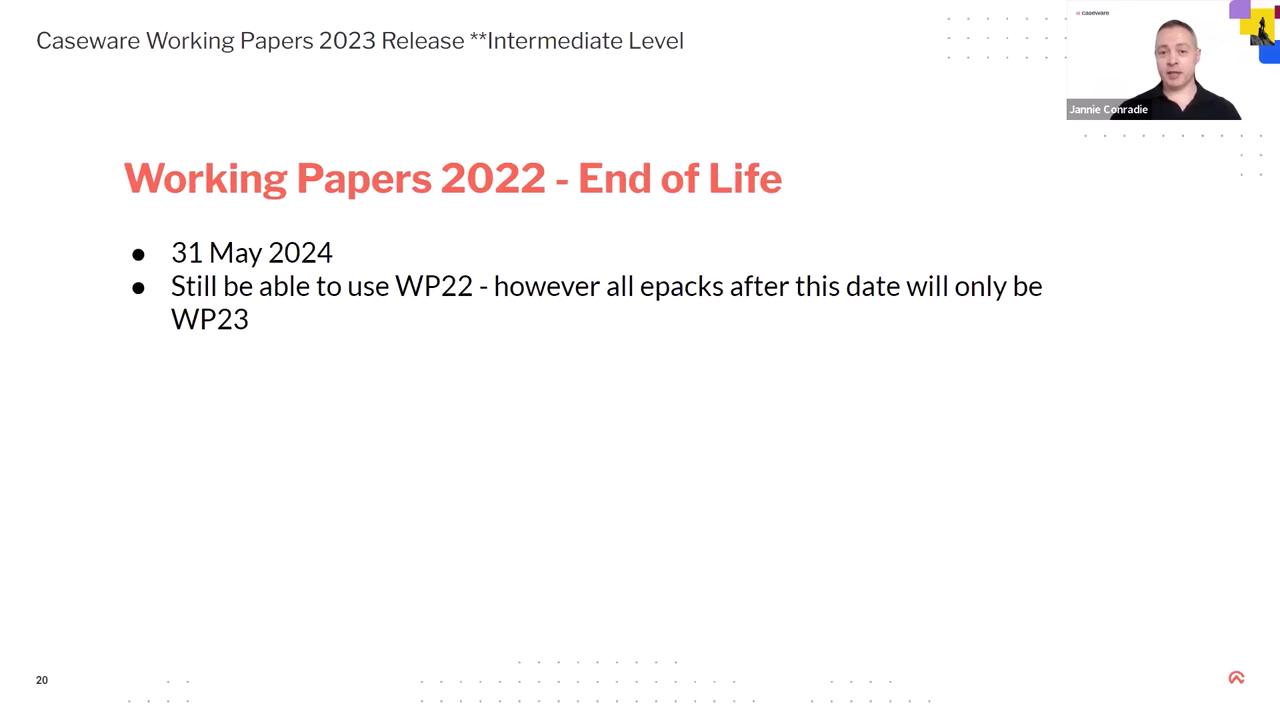 Caseware Working Papers 2023 Release **Intermediate Level
caseware
Jannie Conradie
Working Papers 2022 - End of Life
● 31 May 2024
● Still be able to use WP22 - however all epacks after this date will only be
WP23
20